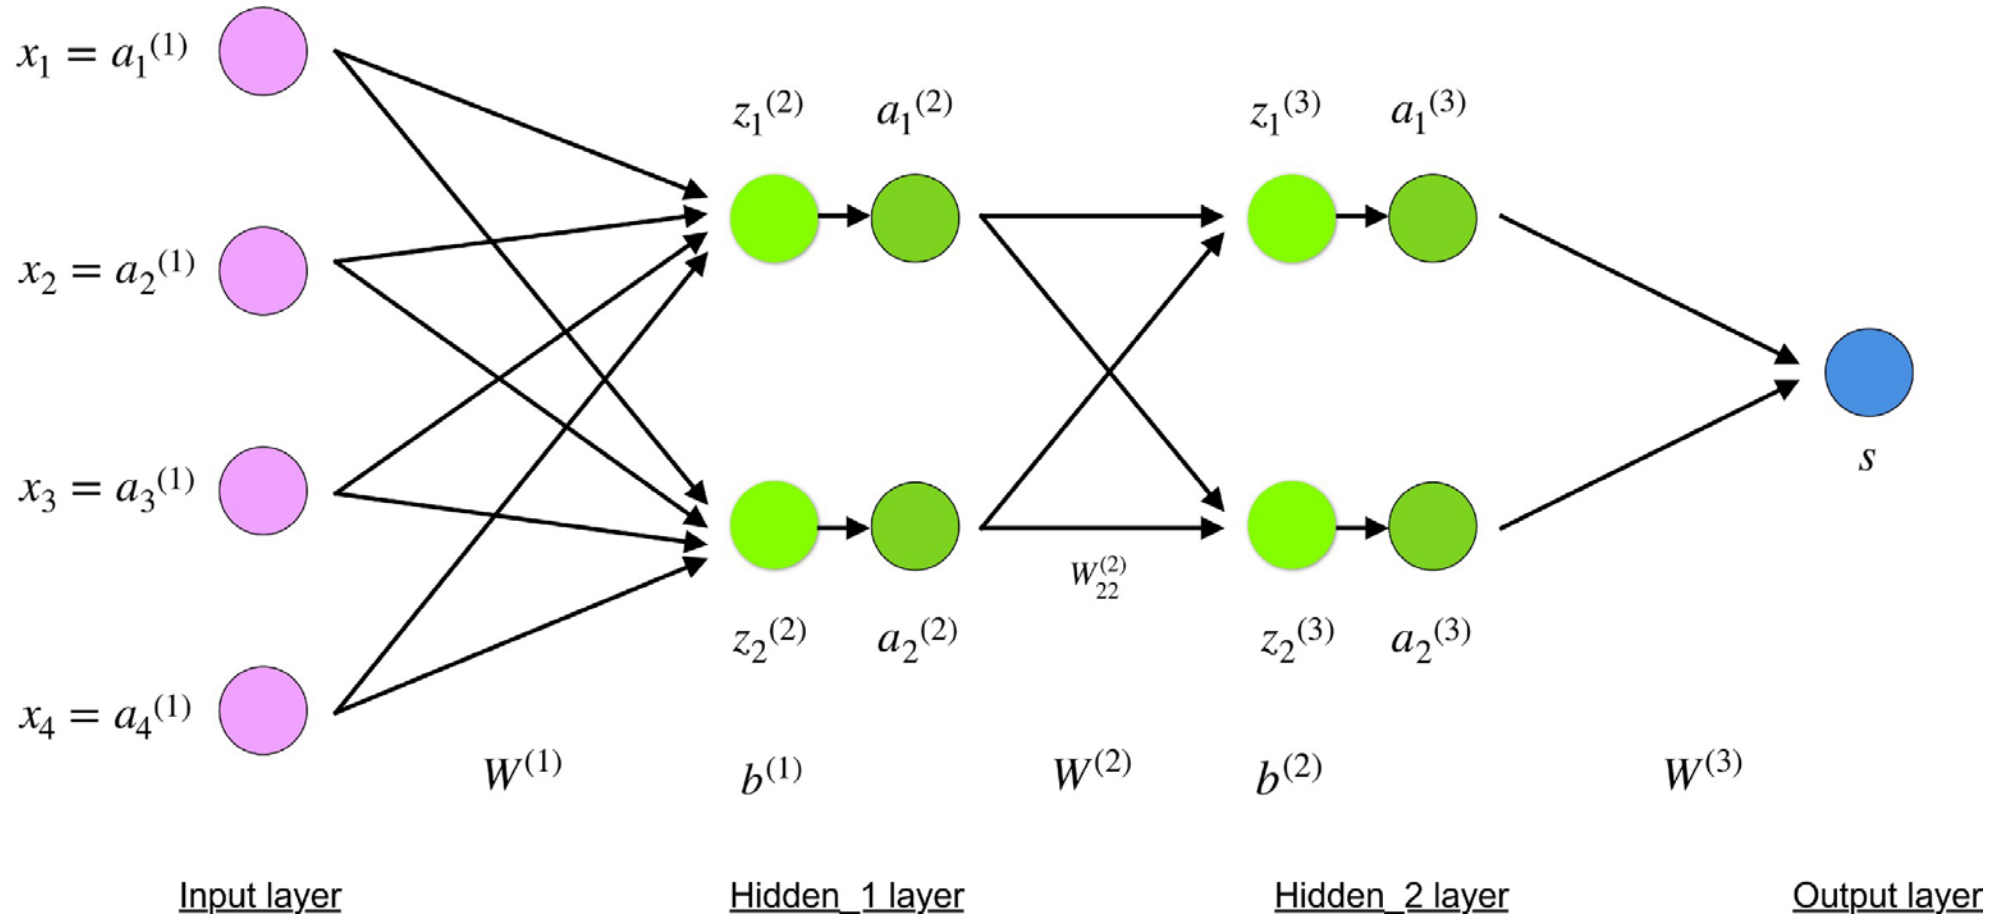 x₁ = a₁⁽¹⁾
x₂ = a₂⁽¹⁾
x₃ = a₃⁽¹⁾
x₄ = a₄⁽¹⁾
z₁⁽²⁾ a₁⁽²⁾ z₁⁽³⁾ a₁⁽³⁾
s
W₂₂⁽²⁾
z₂⁽²⁾ a₂⁽²⁾ z₂⁽³⁾ a₂⁽³⁾
W⁽¹⁾ b⁽¹⁾ W⁽²⁾ b⁽²⁾ W⁽³⁾
Input layer Hidden_1 layer Hidden_2 layer Output layer